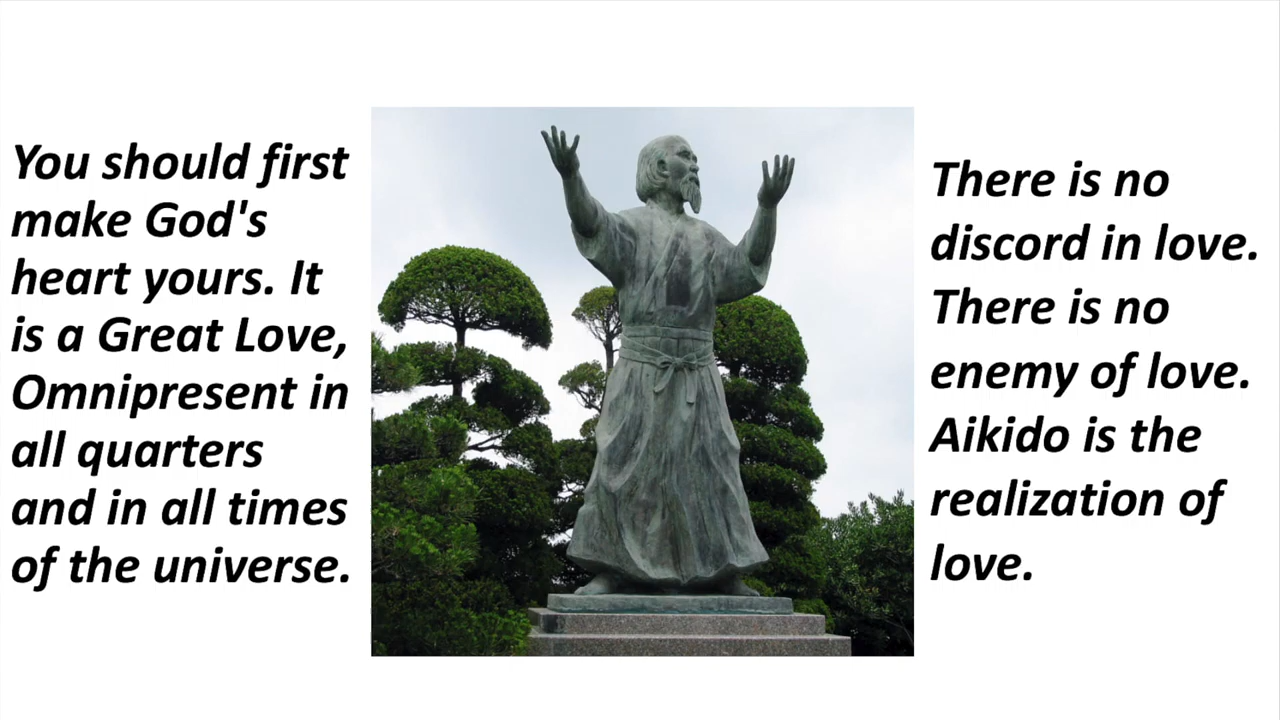 You should first
make God's
heart yours. It
is a Great Love,
Omnipresent in
all quarters
and in all times
of the universe.
There is no
discord in love.
There is no
enemy of love.
Aikido is the
realization of
love.